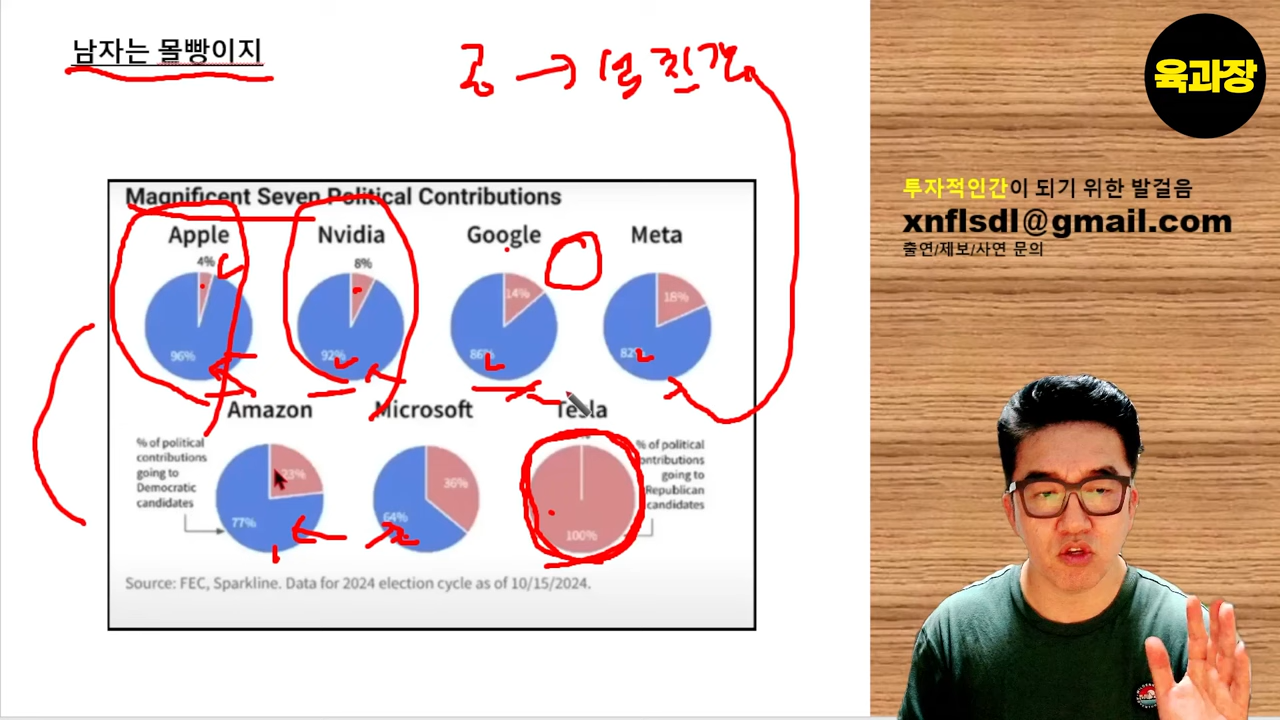 남자는 몰빵이지
육과장
투자적인간이 되기 위한 발걸음
xnflsdl@gmail.com
출연/제보/사연 문의
Magnificent Seven Political Contributions
Apple
Nvidia
Google
Meta
4%
8%
14%
18%
96%
92%
86%
82%
Amazon
Microsoft
Tesla
% of political
contributions
going to
Democratic
candidates
23%
77%
36%
64%
100%
% of political
contributions
going to
Republican
candidates
Source: FEC, Sparkline. Data for 2024 election cycle as of 10/15/2024.